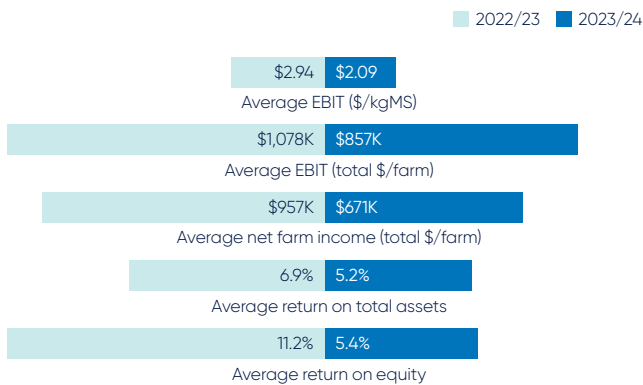 2022/23 2023/24
$2.94 $2.09
Average EBIT ($/kgMS)
$1,078K $857K
Average EBIT (total $/farm)
$957K $671K
Average net farm income (total $/farm)
6.9% 5.2%
Average return on total assets
11.2% 5.4%
Average return on equity